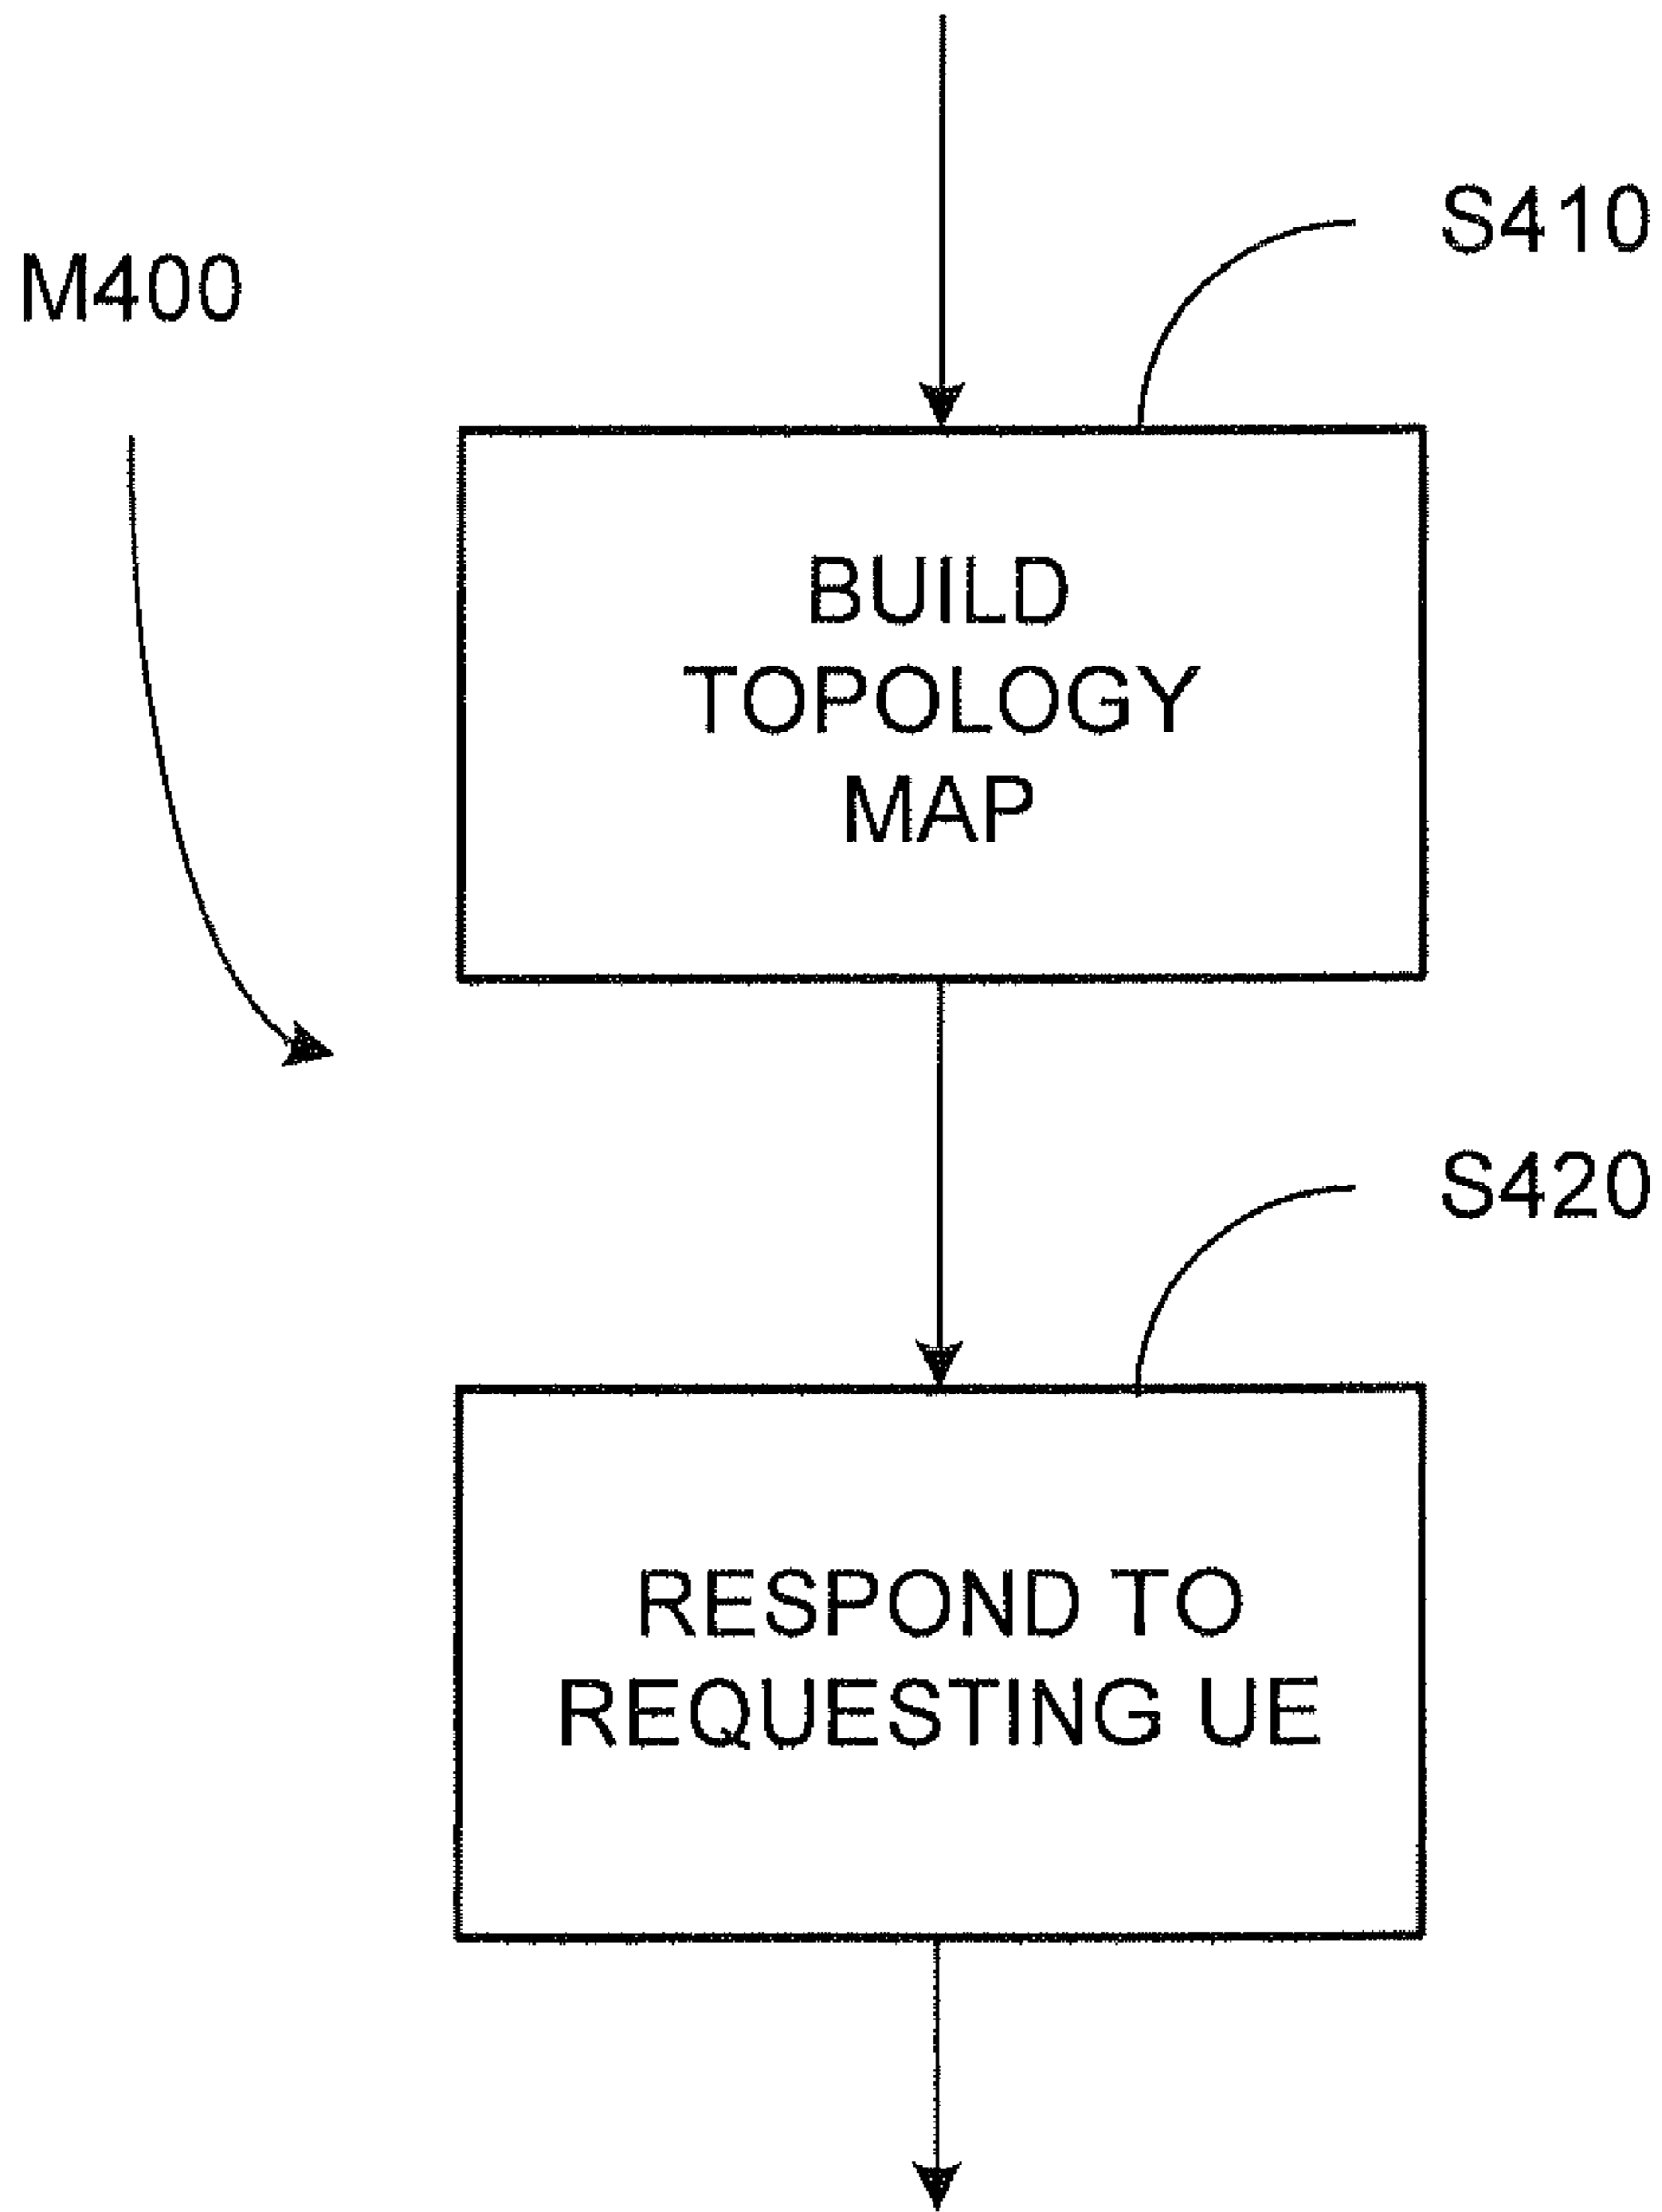 S410
M400
BUILD
TOPOLOGY
MAP
S420
RESPOND TO
REQUESTING UE